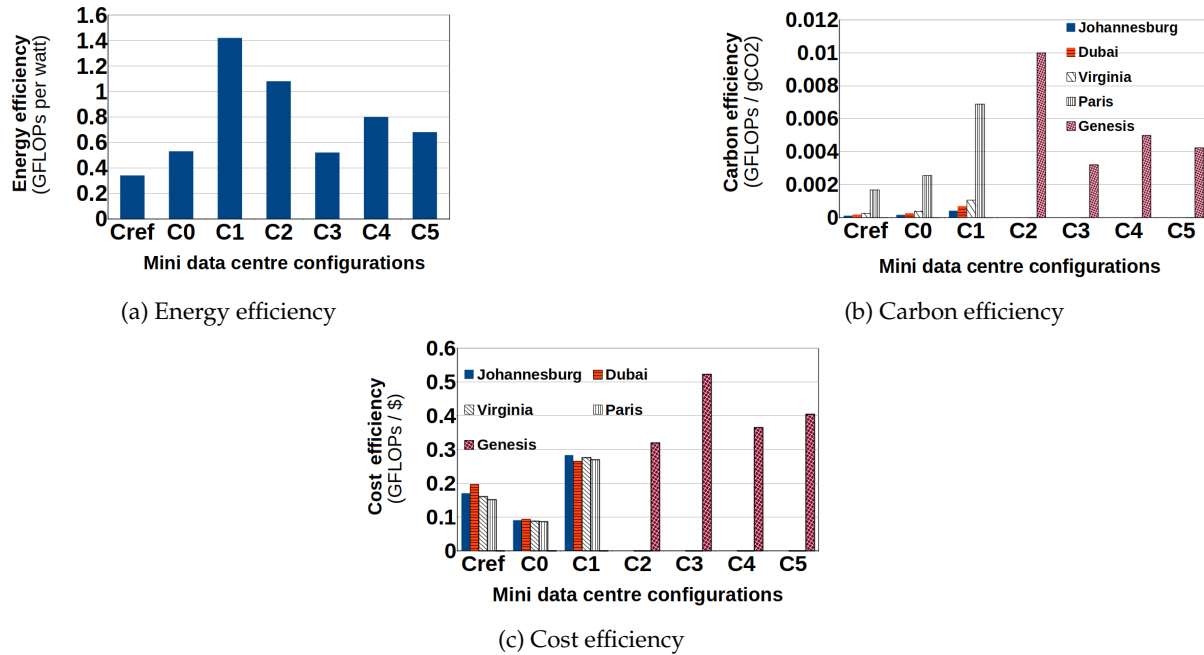 1.6
1.4
1.2
1
0.8
0.6
0.4
0.2
0
Energy efficiency
(GFLOPs per watt)
Cref C0 C1 C2 C3 C4 C5
Mini data centre configurations
(a) Energy efficiency
0.012
0.01
0.008
0.006
0.004
0.002
0
Carbon efficiency
(GFLOPs / gCO2)
Johannesburg
Dubai
Virginia
Paris
Genesis
Cref C0 C1 C2 C3 C4 C5
Mini data centre configurations
(b) Carbon efficiency
0.6
0.5
0.4
0.3
0.2
0.1
0
Cost efficiency
(GFLOPs / $)
Johannesburg Dubai
Virginia Paris
Genesis
Cref C0 C1 C2 C3 C4 C5
Mini data centre configurations
(c) Cost efficiency